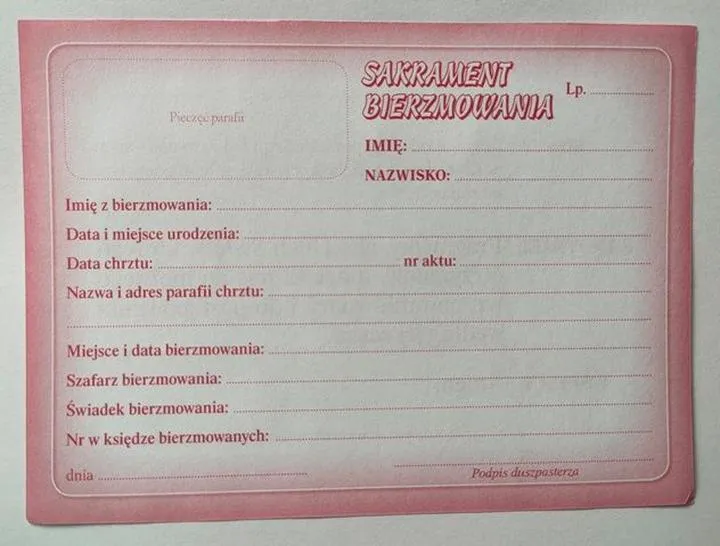 Pieczęć parafii
SAKRAMENT
BIERZMOWANIA
Lp.
IMIĘ:
NAZWISKO:
Imię z bierzmowania:
Data i miejsce urodzenia:
Data chrztu: nr aktu:
Nazwa i adres parafii chrztu:
Miejsce i data bierzmowania:
Szafarz bierzmowania:
Świadek bierzmowania:
Nr w księdze bierzmowanych:
dnia
Podpis duszpasterza